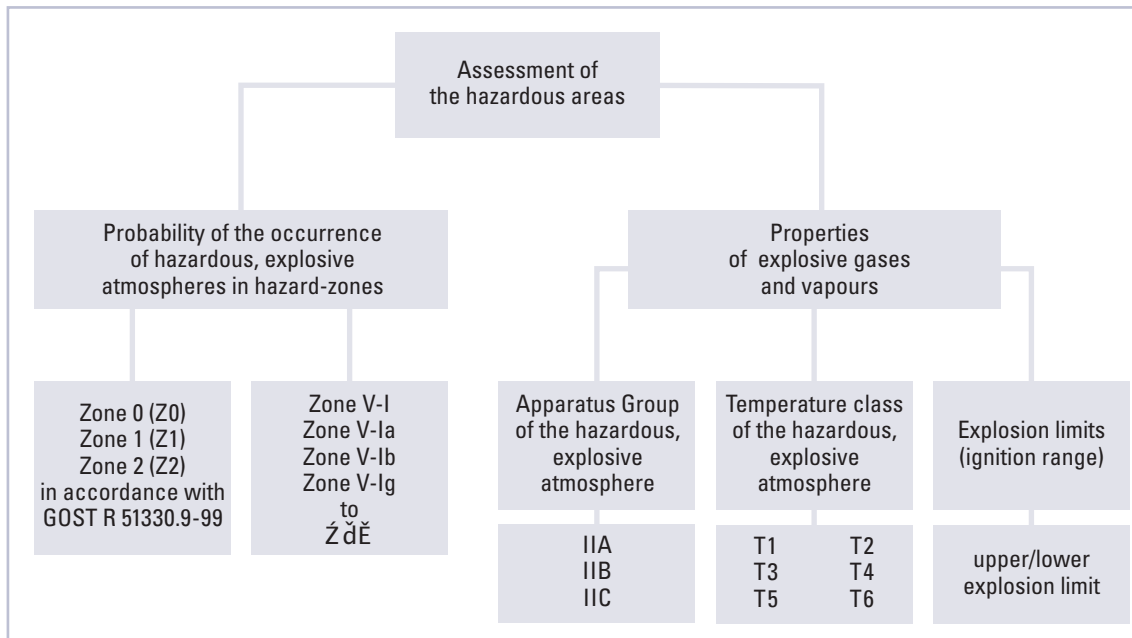 Assessment of
the hazardous areas
Probability of the occurrence
of hazardous, explosive
atmospheres in hazard-zones
Properties
of explosive gases
and vapours
Zone 0 (Z0)
Zone 1 (Z1)
Zone 2 (Z2)
in accordance with
GOST R 51330.9-99
Zone V-I
Zone V-Ia
Zone V-Ib
Zone V-Ig
to
Ź ďĚ
Apparatus Group
of the hazardous,
explosive
atmosphere
Temperature class
of the hazardous,
explosive
atmosphere
Explosion limits
(ignition range)
IIA
IIB
IIC
T1 T2
T3 T4
T5 T6
upper/lower
explosion limit